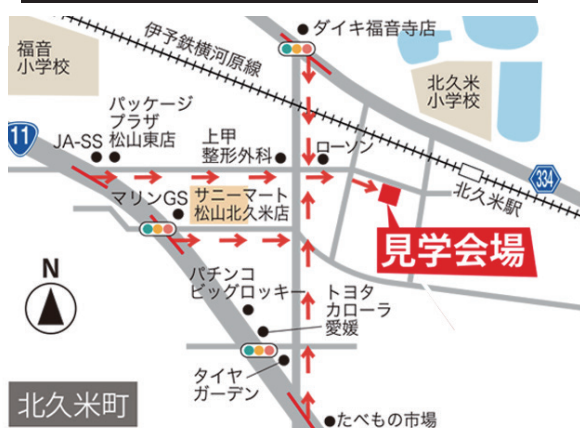 ダイキ福音寺店
伊予鉄横河原線
福音
小学校
北久米
小学校
パッケージ
プラザ
松山東店
11
JA-SS
上甲
整形外科
ローソン
334
北久米駅
マリンGS
サニーマート
松山北久米店
見学会場
N
パチンコ
ビッグロッキー
トヨタ
カローラ
愛媛
タイヤ
ガーデン
北久米町
たべもの市場